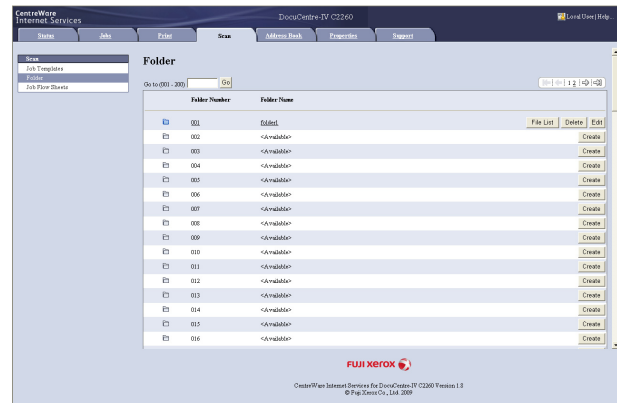 CentreWare
Internet Services
DocuCentre-IV C2260
Local User | Help...
Status Jobs Print Scan Address Book Properties Support
Scan
Job Templates
Folder
Job Flow Sheets
Folder
Go to (001 - 200) Go
1 2
Folder Number Folder Name
001 folder1 File List Delete Edit
002 <Available> Create
003 <Available> Create
004 <Available> Create
005 <Available> Create
006 <Available> Create
007 <Available> Create
008 <Available> Create
009 <Available> Create
010 <Available> Create
011 <Available> Create
012 <Available> Create
013 <Available> Create
014 <Available> Create
015 <Available> Create
016 <Available> Create
FUJI XEROX
CentreWare Internet Services for DocuCentre-IV C2260 Version 1.8
© Fuji Xerox Co., Ltd. 2009